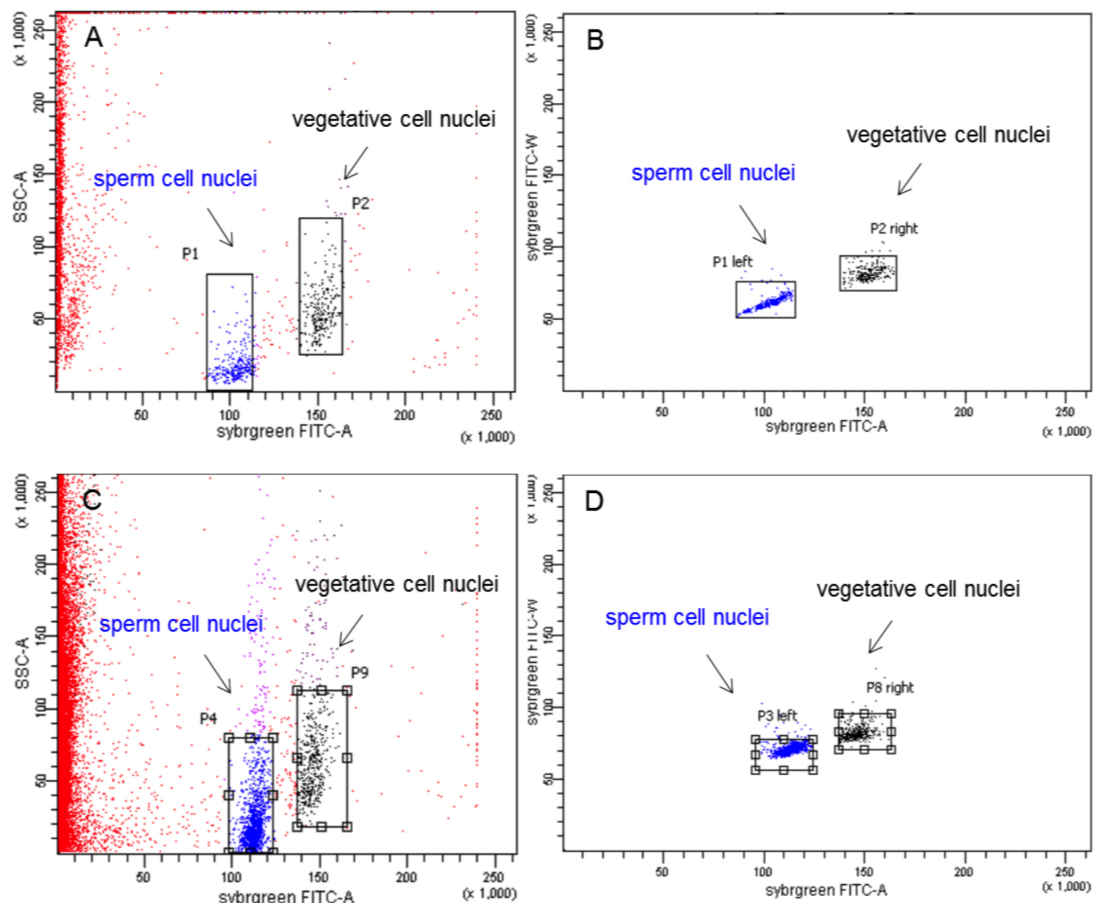 A
(x 1,000)
250
200
150
100
50
SSC-A
vegetative cell nuclei
sperm cell nuclei
P1
P2
50 100 150 200 250
sybrgreen FITC-A
(x 1,000)
B
(x 1,000)
250
200
150
100
50
sybrgreen FITC-W
vegetative cell nuclei
sperm cell nuclei
P1 left
P2 right
50 100 150 200 250
sybrgreen FITC-A
(x 1,000)
C
(x 1,000)
250
200
150
100
50
SSC-A
vegetative cell nuclei
sperm cell nuclei
P4
P9
50 100 150 200 250
sybrgreen FITC-A
(x 1,000)
D
250
200
150
100
50
sybrgreen FITC-W
vegetative cell nuclei
sperm cell nuclei
P3 left
P8 right
50 100 150 200 250
sybrgreen FITC-A
(x 1,000)